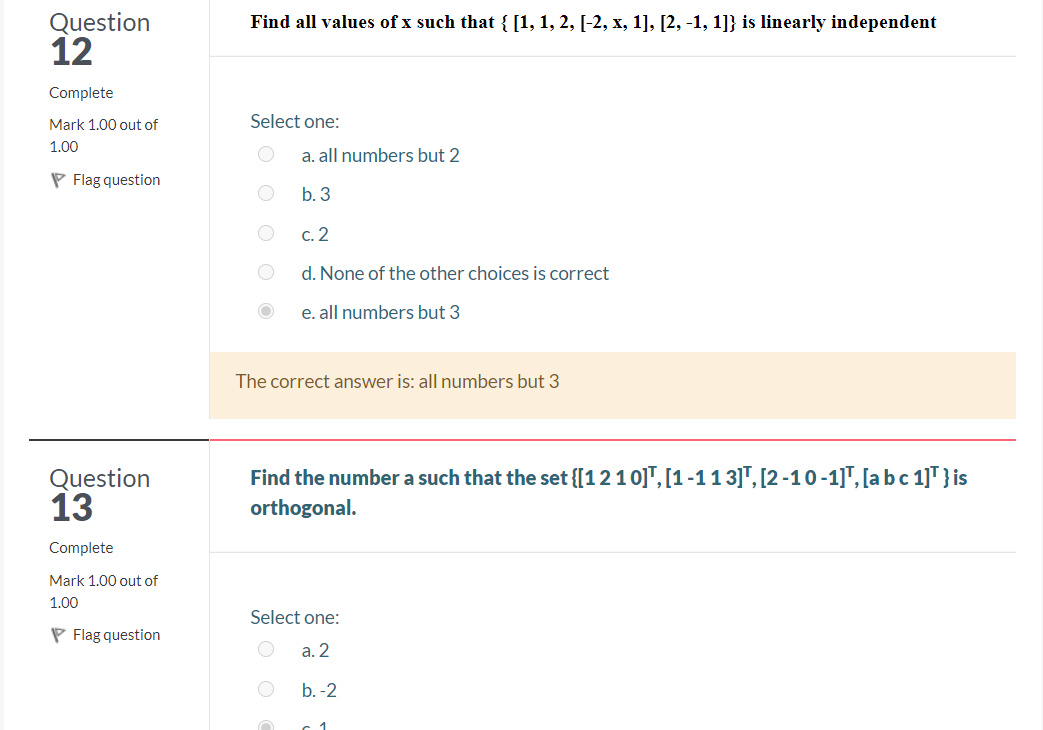 Question
12
Complete
Mark 1.00 out of
1.00
Flag question
Find all values of x such that { [1, 1, 2, [-2, x, 1], [2, -1, 1]} is linearly independent
Select one:
a. all numbers but 2
b. 3
c. 2
d. None of the other choices is correct
e. all numbers but 3
The correct answer is: all numbers but 3
Question
13
Complete
Mark 1.00 out of
1.00
Flag question
Find the number a such that the set {[1 2 1 0]ᵀ, [1 -1 1 3]ᵀ, [2 -1 0 -1]ᵀ, [a b c 1]ᵀ } is
orthogonal.
Select one:
a. 2
b. -2
c. 1